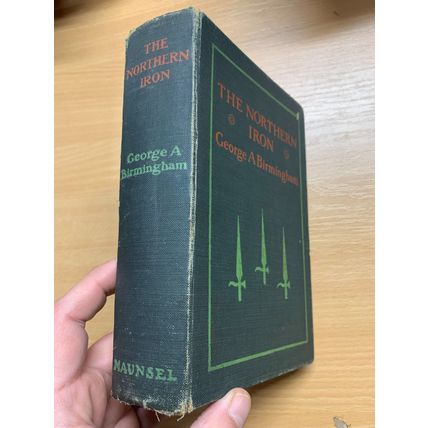 THE
NORTHERN
IRON
George A
Birmingham
MAUNSEL
THE NORTHERN
IRON
George A Birmingham